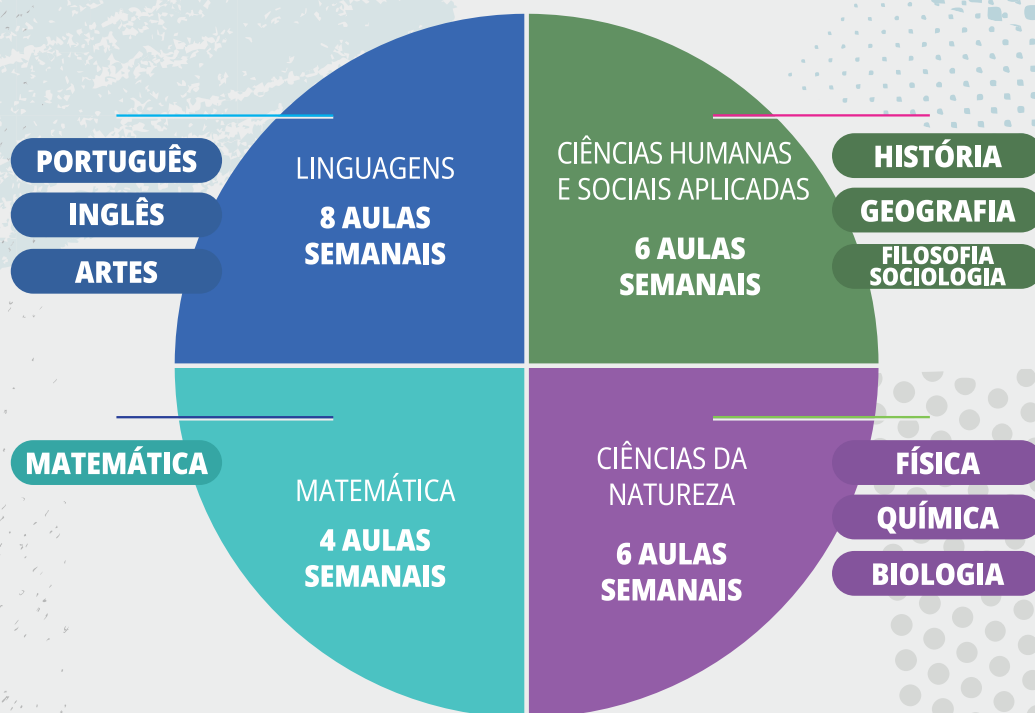 PORTUGUÊS
INGLÊS
ARTES
LINGUAGENS
8 AULAS
SEMANAIS
CIÊNCIAS HUMANAS
E SOCIAIS APLICADAS
6 AULAS
SEMANAIS
HISTÓRIA
GEOGRAFIA
FILOSOFIA
SOCIOLOGIA
MATEMÁTICA
MATEMÁTICA
4 AULAS
SEMANAIS
CIÊNCIAS DA
NATUREZA
6 AULAS
SEMANAIS
FÍSICA
QUÍMICA
BIOLOGIA